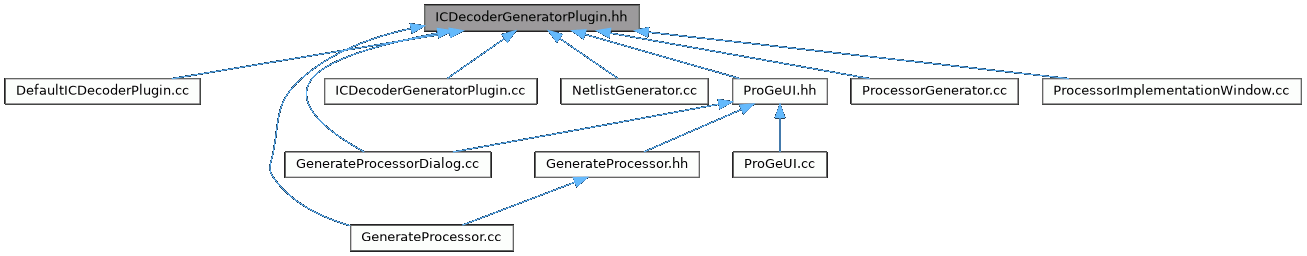 ICDecoderGeneratorPlugin.hh
DefaultICDecoderPlugin.cc
ICDecoderGeneratorPlugin.cc
NetlistGenerator.cc
ProGeUI.hh
ProcessorGenerator.cc
ProcessorImplementationWindow.cc
GenerateProcessorDialog.cc
GenerateProcessor.hh
ProGeUI.cc
GenerateProcessor.cc